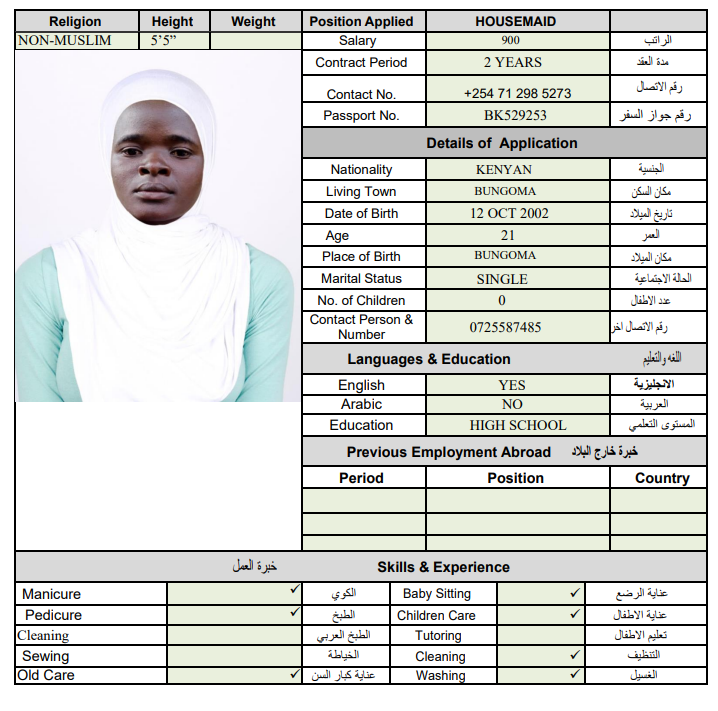 Religion Height Weight Position Applied HOUSEMAID
NON-MUSLIM 5’5” Salary 900 الراتب
Contract Period 2 YEARS مدة العقد
Contact No. +254 71 298 5273 رقم الاتصال
Passport No. BK529253 رقم جواز السفر
Details of Application
Nationality KENYAN الجنسية
Living Town BUNGOMA مكان السكن
Date of Birth 12 OCT 2002 تاريخ الميلاد
Age 21 العمر
Place of Birth BUNGOMA مكان الميلاد
Marital Status SINGLE الحالة الاجتماعية
No. of Children 0 عدد الاطفال
Contact Person & Number 0725587485 رقم الاتصال اخر
Languages & Education اللغه والتعليم
English YES الانجليزية
Arabic NO العربية
Education HIGH SCHOOL المستوى التعلمي
Previous Employment Abroad خبرة خارج البلاد
Period Position Country
خبرة العمل Skills & Experience
Manicure ✓ الكوي Baby Sitting ✓ عناية الرضع
Pedicure ✓ الطبخ Children Care ✓ عناية الاطفال
Cleaning الطبخ العربي Tutoring تعليم الاطفال
Sewing الخياطة Cleaning ✓ التنظيف
Old Care ✓ عناية كبار السن Washing ✓ الغسيل